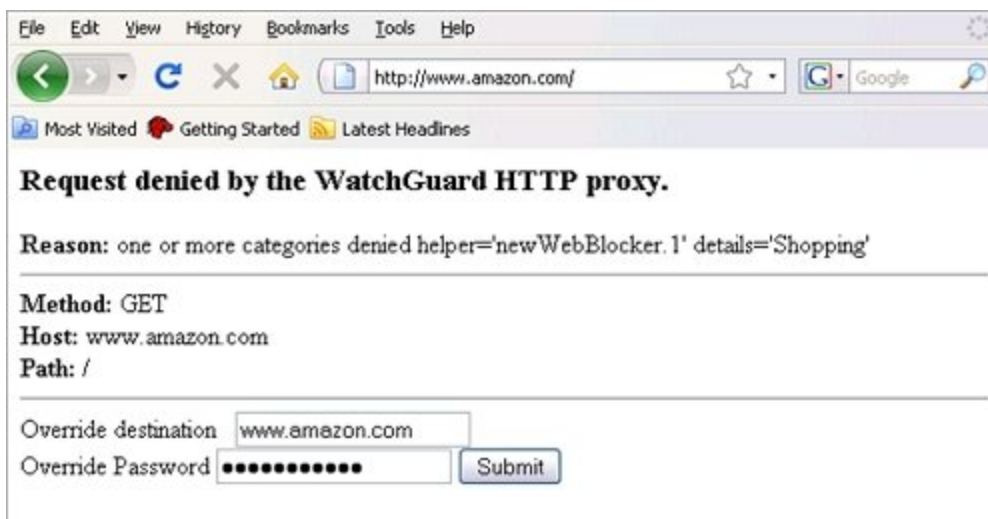 File Edit View History Bookmarks Tools Help
http://www.amazon.com/ G Google
Most Visited Getting Started Latest Headlines
Request denied by the WatchGuard HTTP proxy.
Reason: one or more categories denied helper='newWebBlocker.1' details='Shopping'
Method: GET
Host: www.amazon.com
Path: /
Override destination www.amazon.com
Override Password ●●●●●●●●●●● Submit